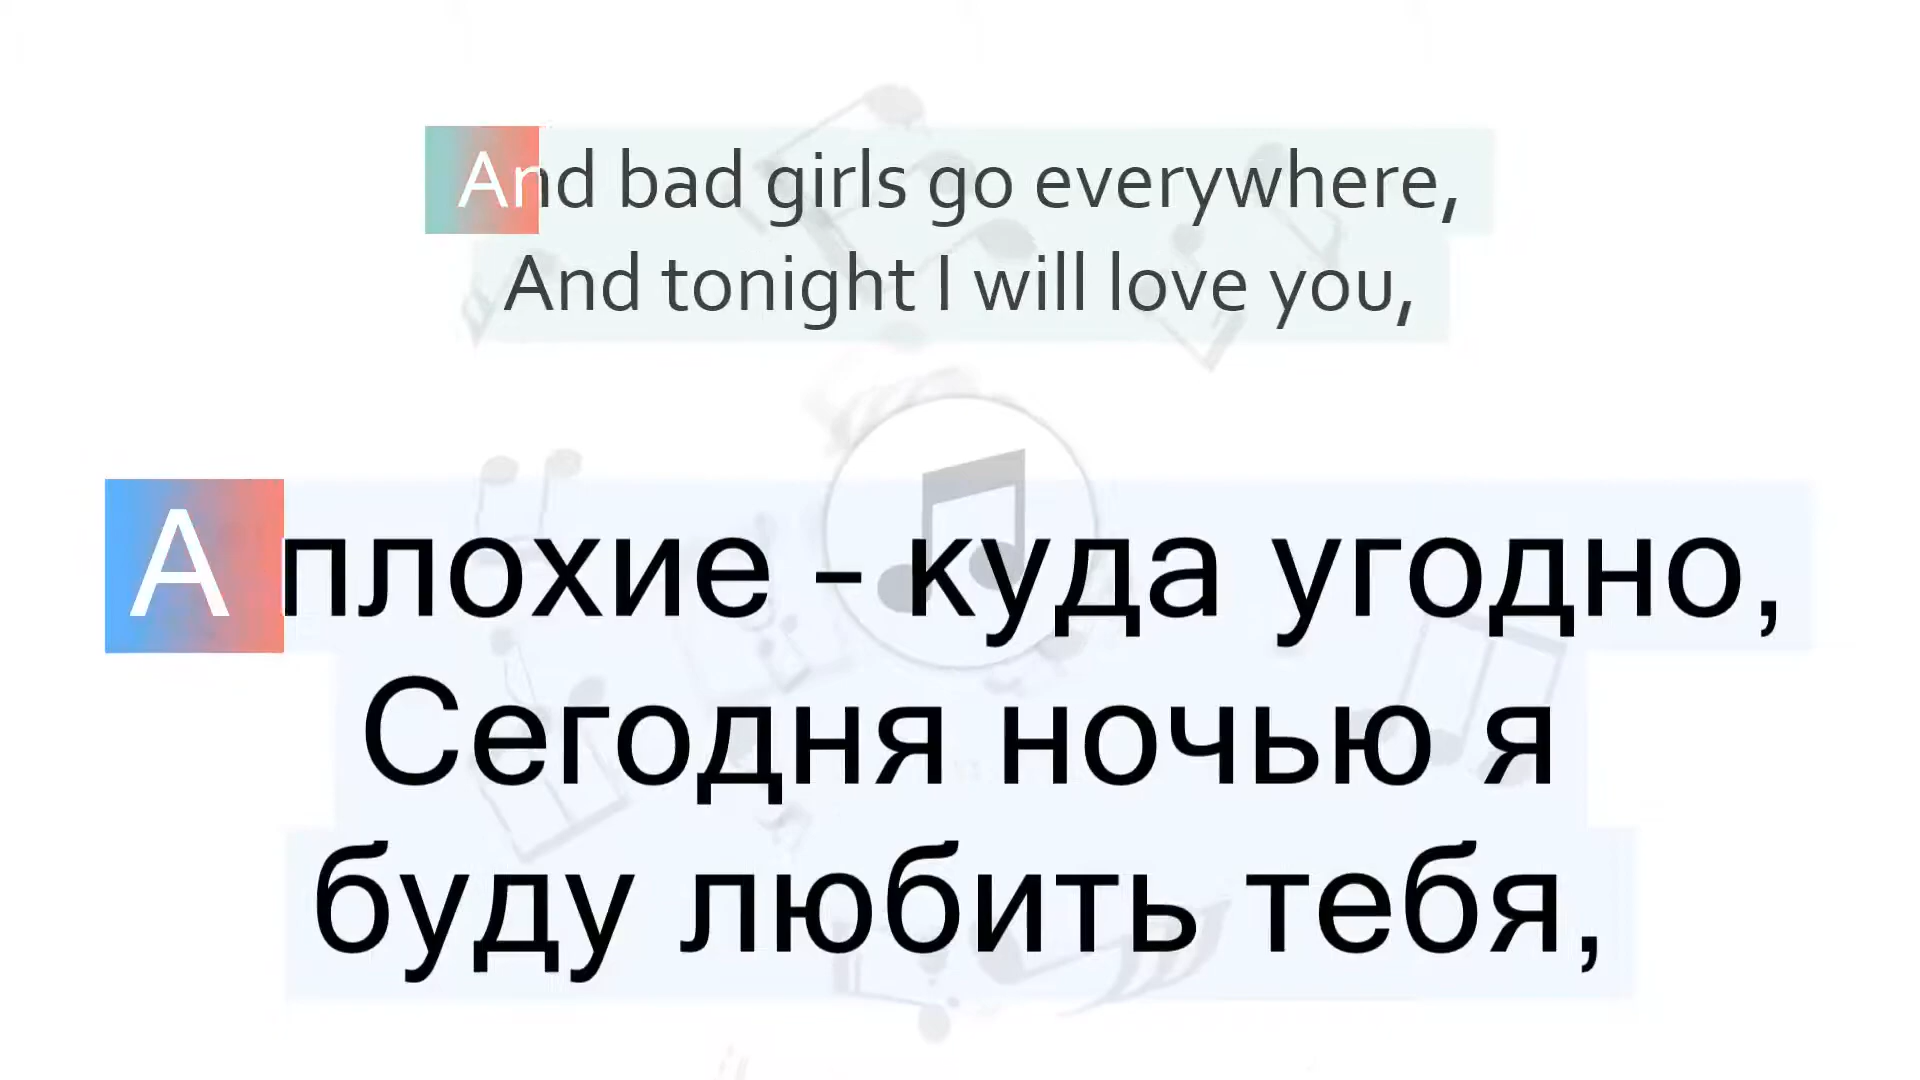 And bad girls go everywhere,
And tonight I will love you,
А плохие - куда угодно,
Сегодня ночью я
буду любить тебя,